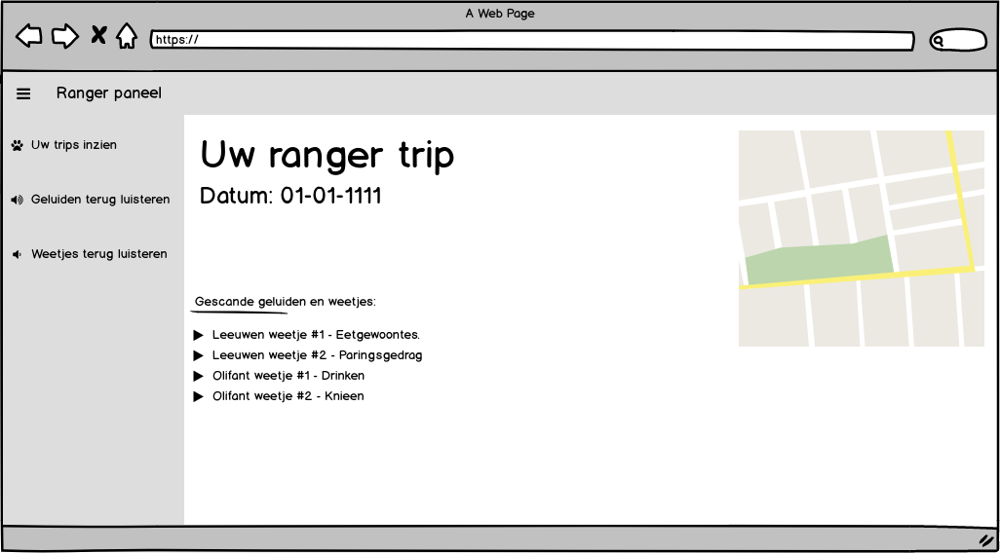 A Web Page
https://
Ranger paneel
Uw trips inzien
Geluiden terug luisteren
Weetjes terug luisteren
Uw ranger trip
Datum: 01-01-1111
Gescande geluiden en weetjes:
Leeuwen weetje #1 - Eetgewoontes.
Leeuwen weetje #2 - Paringsgedrag
Olifant weetje #1 - Drinken
Olifant weetje #2 - Knieen